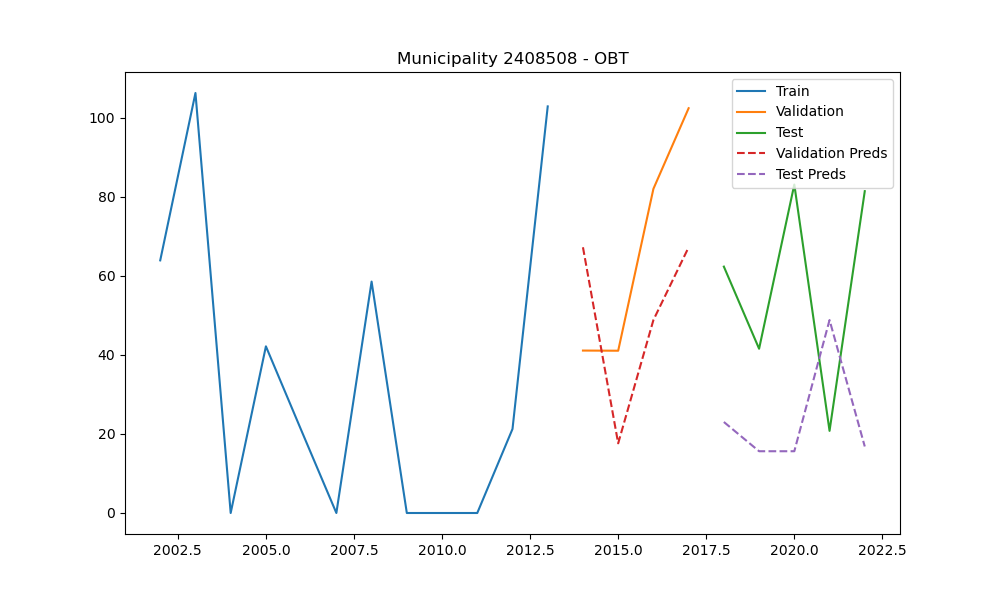 Municipality 2408508 - OBT
Train
Validation
Test
Validation Preds
Test Preds
100
80
60
40
20
0
2002.5
2005.0
2007.5
2010.0
2012.5
2015.0
2017.5
2020.0
2022.5